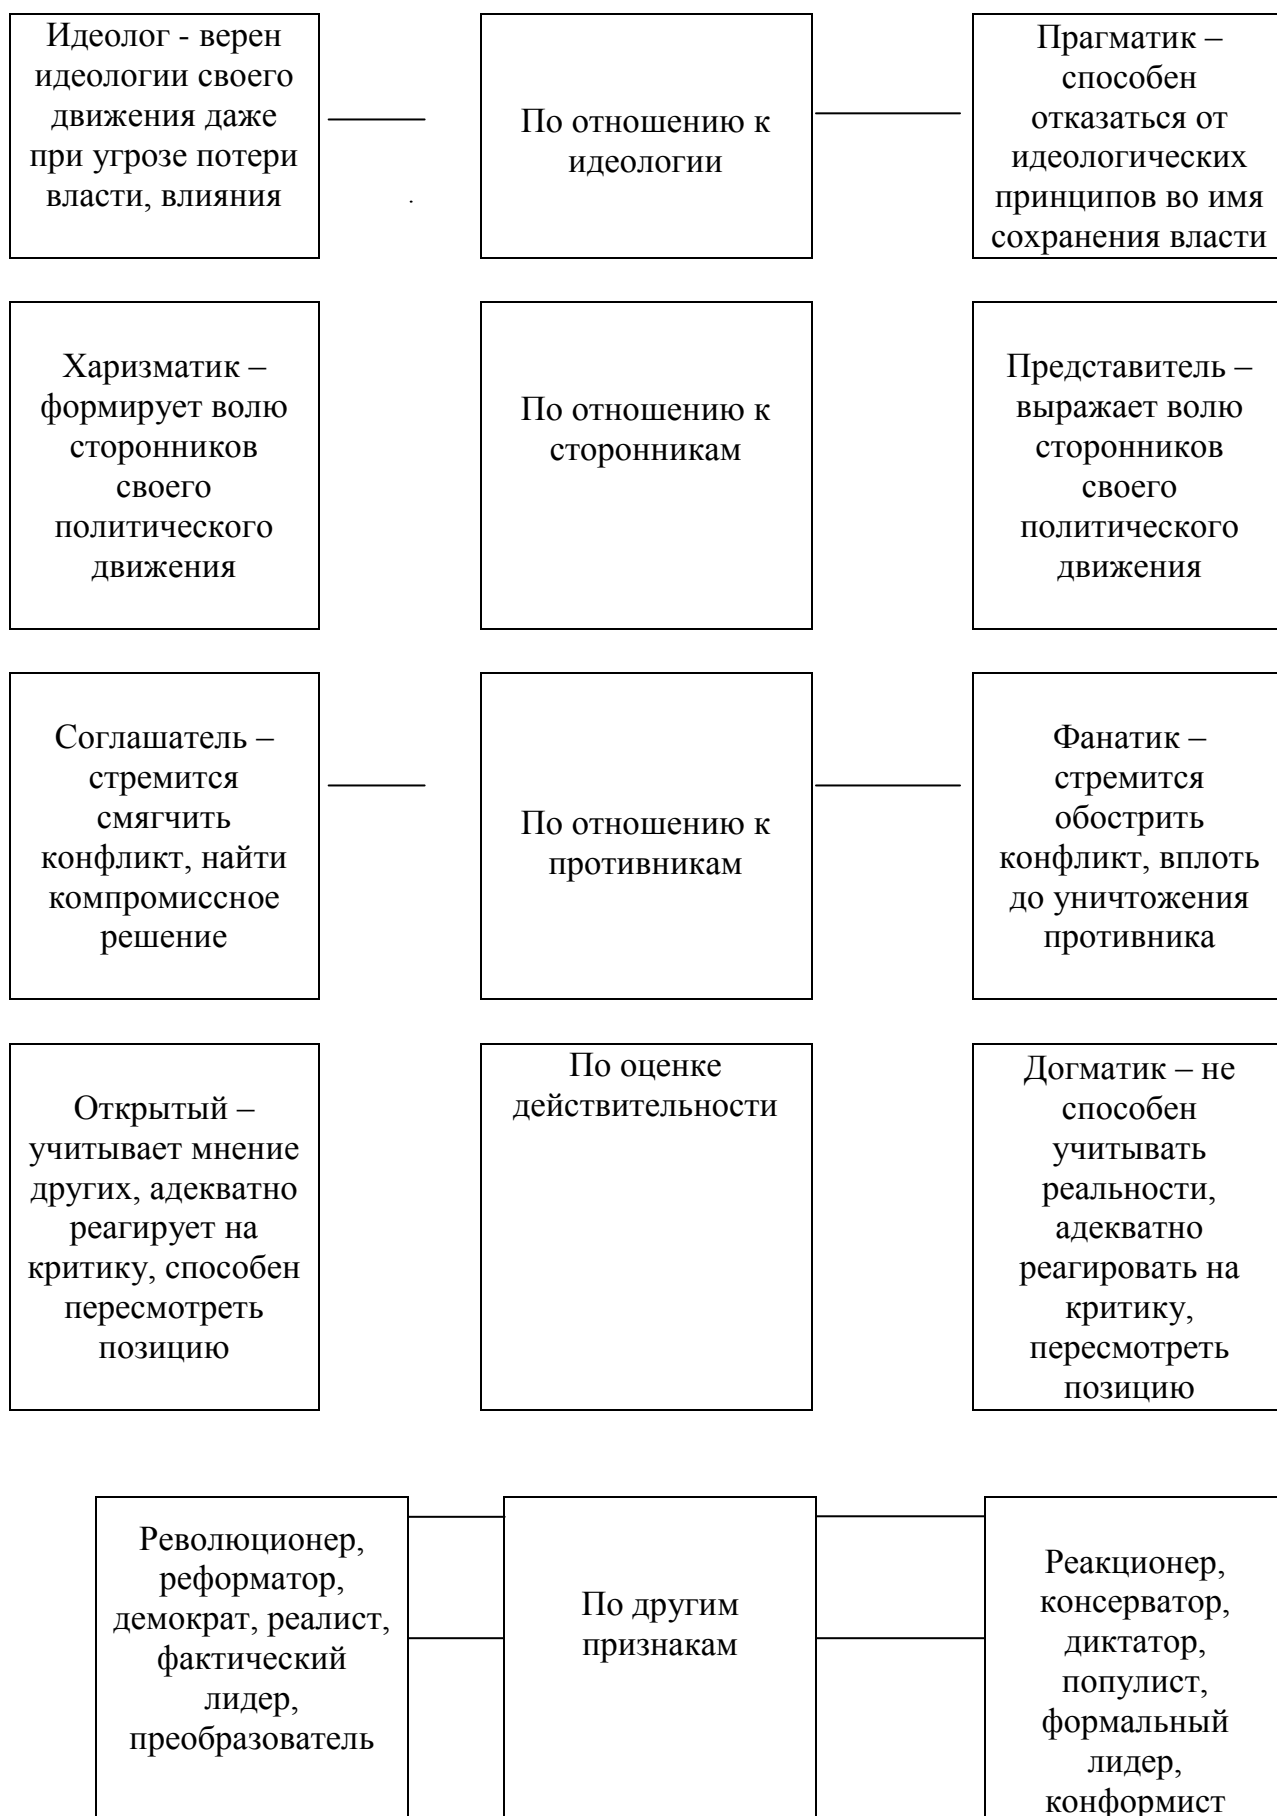 Идеолог - верен
идеологии своего
движения даже
при угрозе потери
власти, влияния
По отношению к
идеологии
Прагматик –
способен
отказаться от
идеологических
принципов во имя
сохранения власти
Харизматик –
формирует волю
сторонников
своего
политического
движения
По отношению к
сторонникам
Представитель –
выражает волю
сторонников
своего
политического
движения
Соглашатель –
стремится
смягчить
конфликт, найти
компромиссное
решение
По отношению к
противникам
Фанатик –
стремится
обострить
конфликт, вплоть
до уничтожения
противника
Открытый –
учитывает мнение
других, адекватно
реагирует на
критику, способен
пересмотреть
позицию
По оценке
действительности
Догматик – не
способен
учитывать
реальности,
адекватно
реагировать на
критику,
пересмотреть
позицию
Революционер,
реформатор,
демократ, реалист,
фактический
лидер,
преобразователь
По другим
признакам
Реакционер,
консерватор,
диктатор,
популист,
формальный
лидер,
конформист